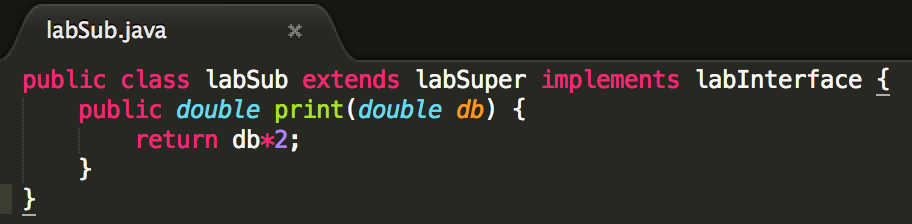 labSub.java
public class labSub extends labSuper implements labInterface {
    public double print(double db) {
        return db*2;
    }
}